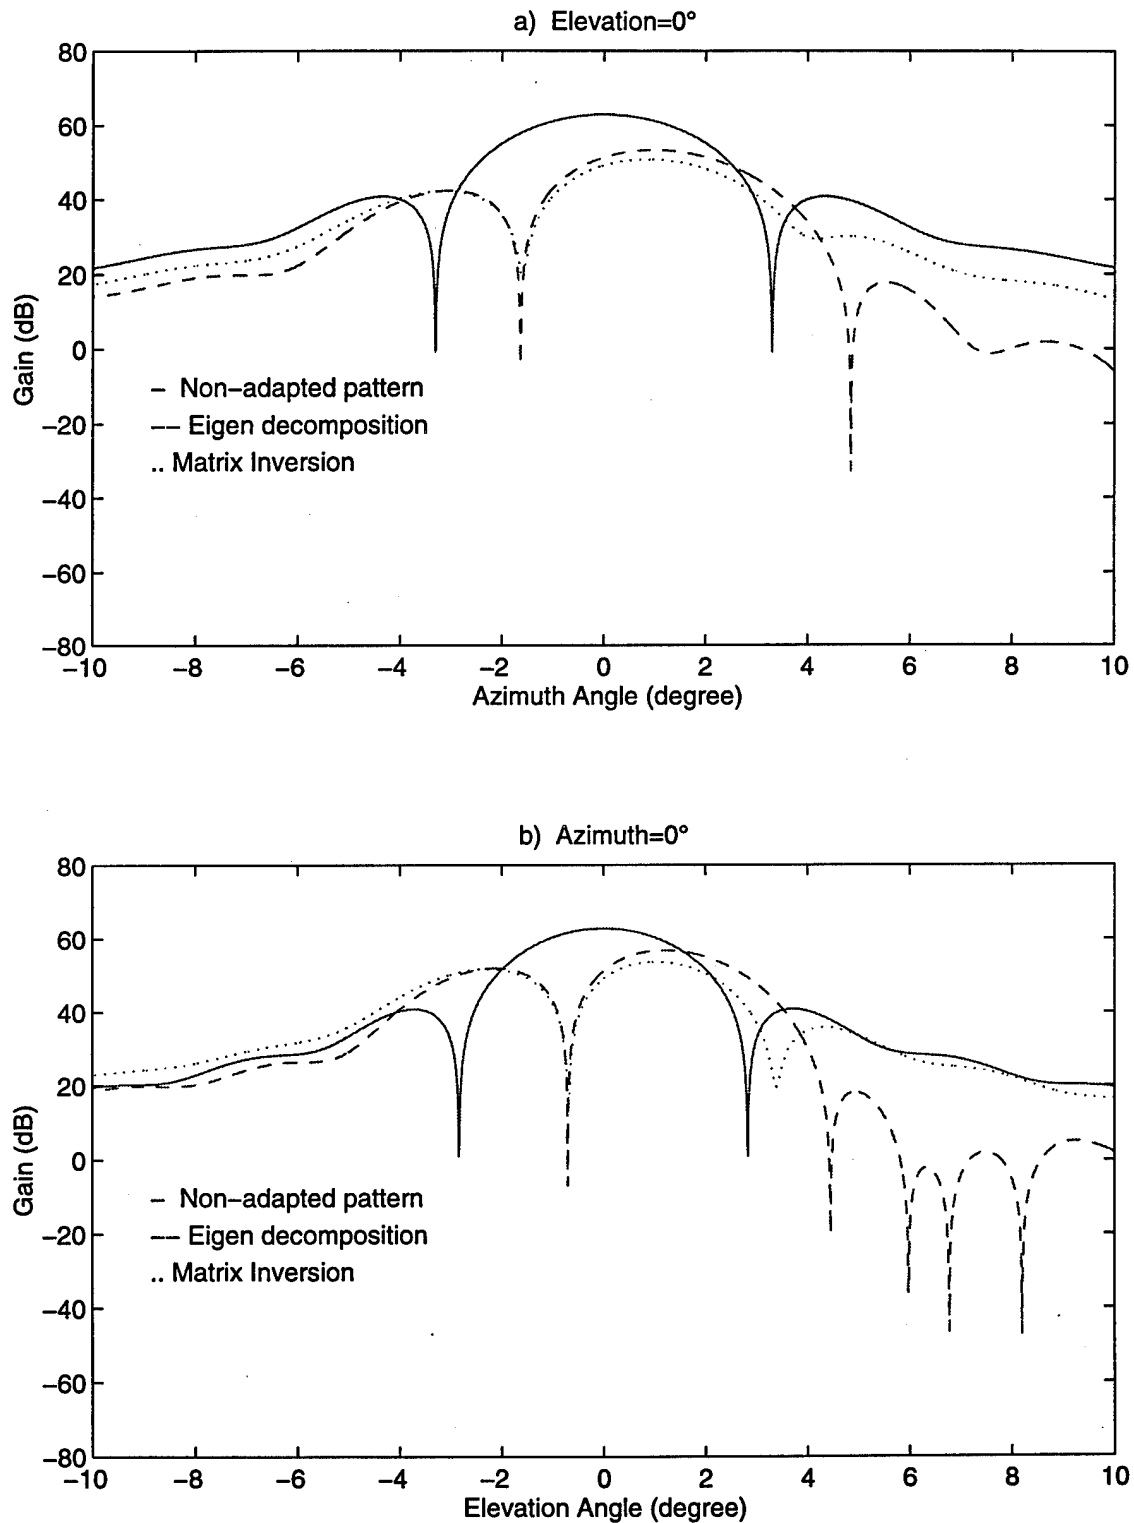 a) Elevation=0°
80
60
40
20
0
−20
−40
−60
−80
Gain (dB)
− Non−adapted pattern
−− Eigen decomposition
.. Matrix Inversion
−10 −8 −6 −4 −2 0 2 4 6 8 10
Azimuth Angle (degree)
b) Azimuth=0°
80
60
40
20
0
−20
−40
−60
−80
Gain (dB)
− Non−adapted pattern
−− Eigen decomposition
.. Matrix Inversion
−10 −8 −6 −4 −2 0 2 4 6 8 10
Elevation Angle (degree)